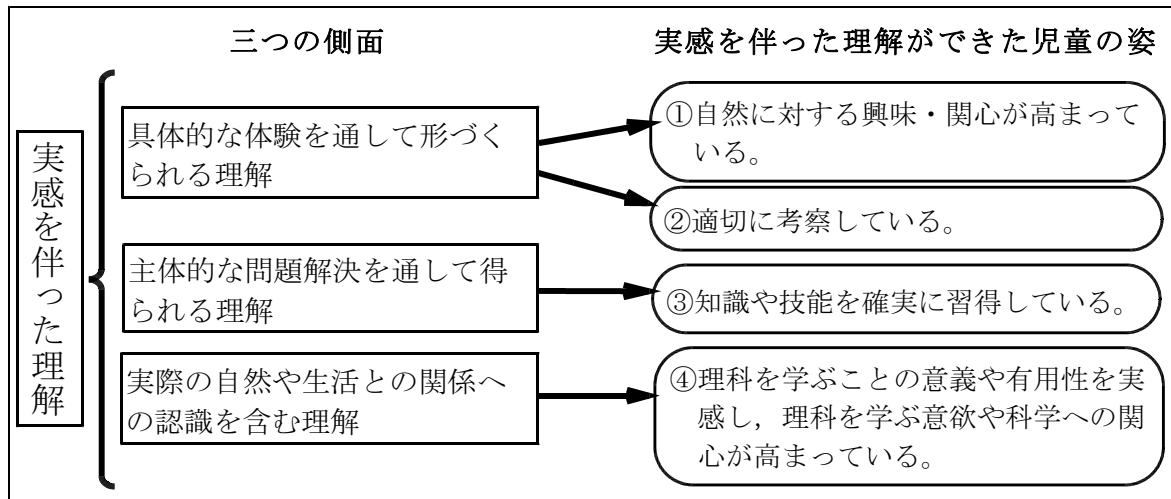 三つの側面
実感を伴った理解ができた児童の姿
実感を伴った理解
具体的な体験を通して形づく
られる理解
①自然に対する興味・関心が高まって
いる。
②適切に考察している。
主体的な問題解決を通して得
られる理解
③知識や技能を確実に習得している。
実際の自然や生活との関係へ
の認識を含む理解
④理科を学ぶことの意義や有用性を実
感し，理科を学ぶ意欲や科学への関
心が高まっている。